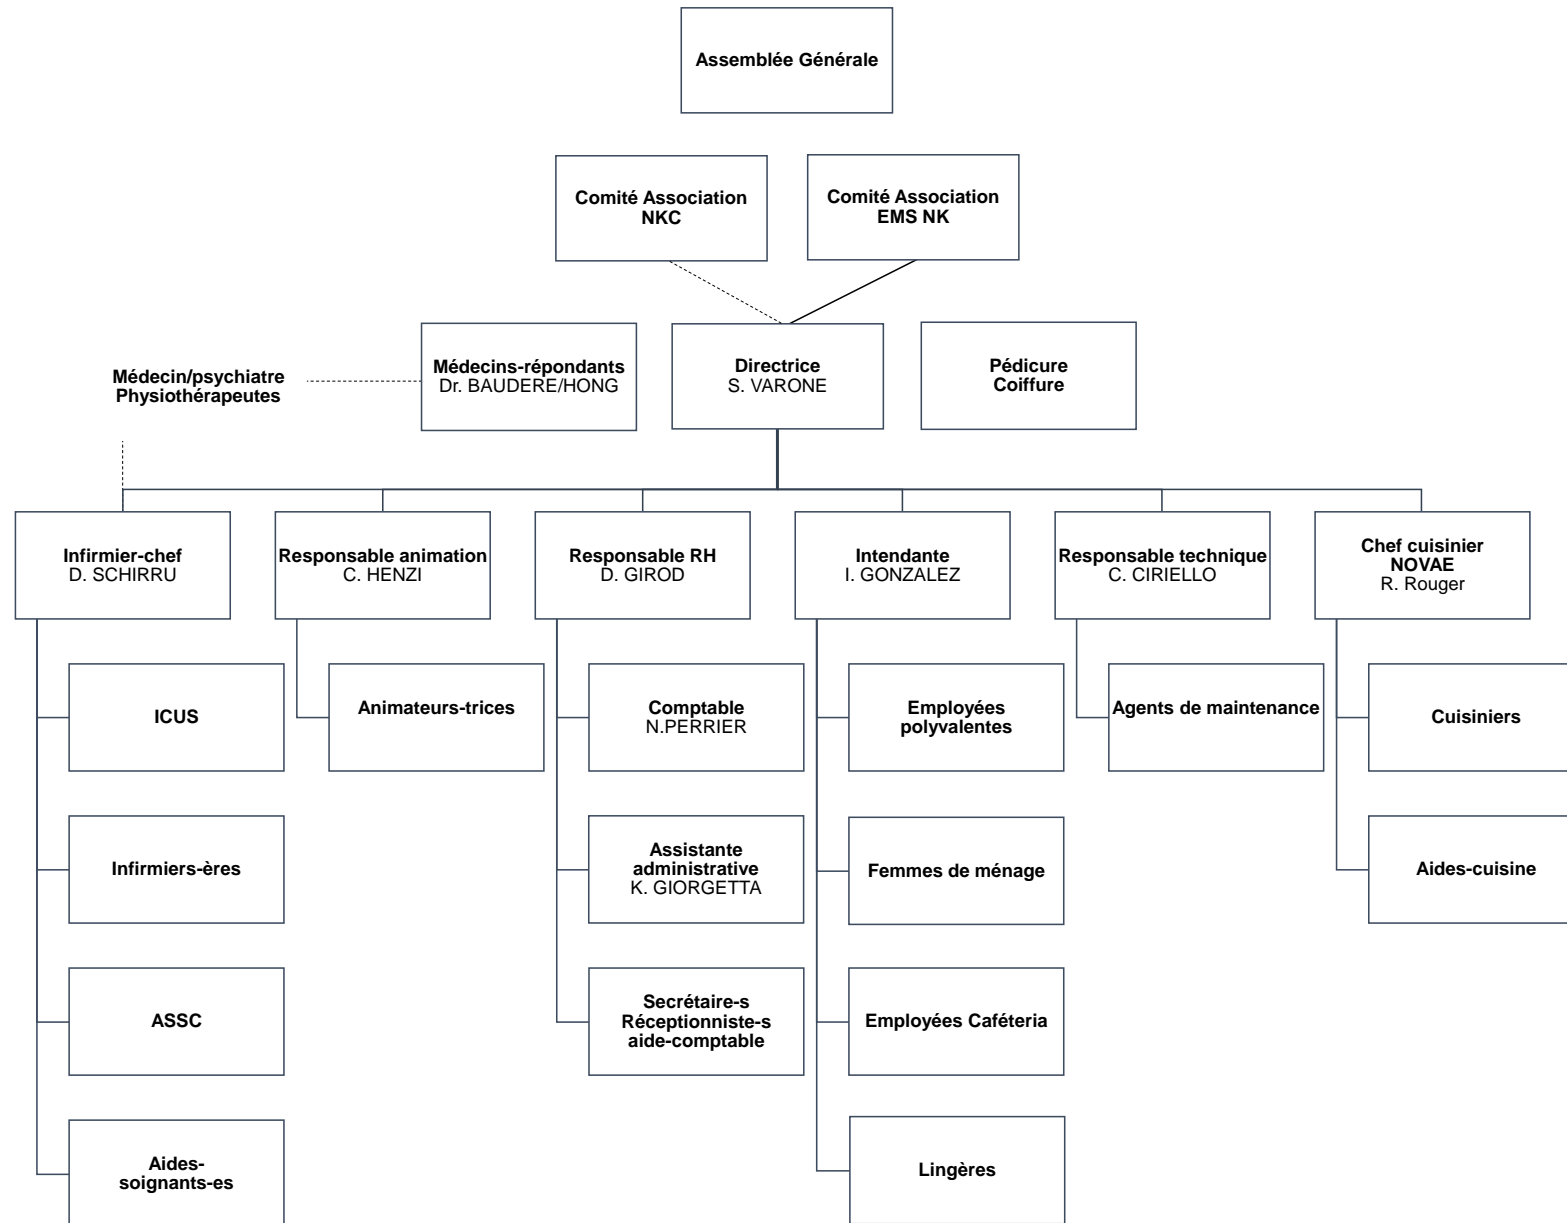 Assemblée Générale
Comité Association
NKC
Comité Association
EMS NK
Médecin/psychiatre
Physiothérapeutes
Médecins-répondants
Dr. BAUDERE/HONG
Directrice
S. VARONE
Pédicure
Coiffure
Infirmier-chef
D. SCHIRRU
Responsable animation
C. HENZI
Responsable RH
D. GIROD
Intendante
I. GONZALEZ
Responsable technique
C. CIRIELLO
Chef cuisinier
NOVAE
R. Rouger
ICUS
Animateurs-trices
Comptable
N.PERRIER
Employées
polyvalentes
Agents de maintenance
Cuisiniers
Infirmiers-ères
Assistante
administrative
K. GIORGETTA
Femmes de ménage
Aides-cuisine
ASSC
Secrétaire-s
Réceptionniste-s
aide-comptable
Employées Caféteria
Aides-
soignants-es
Lingères